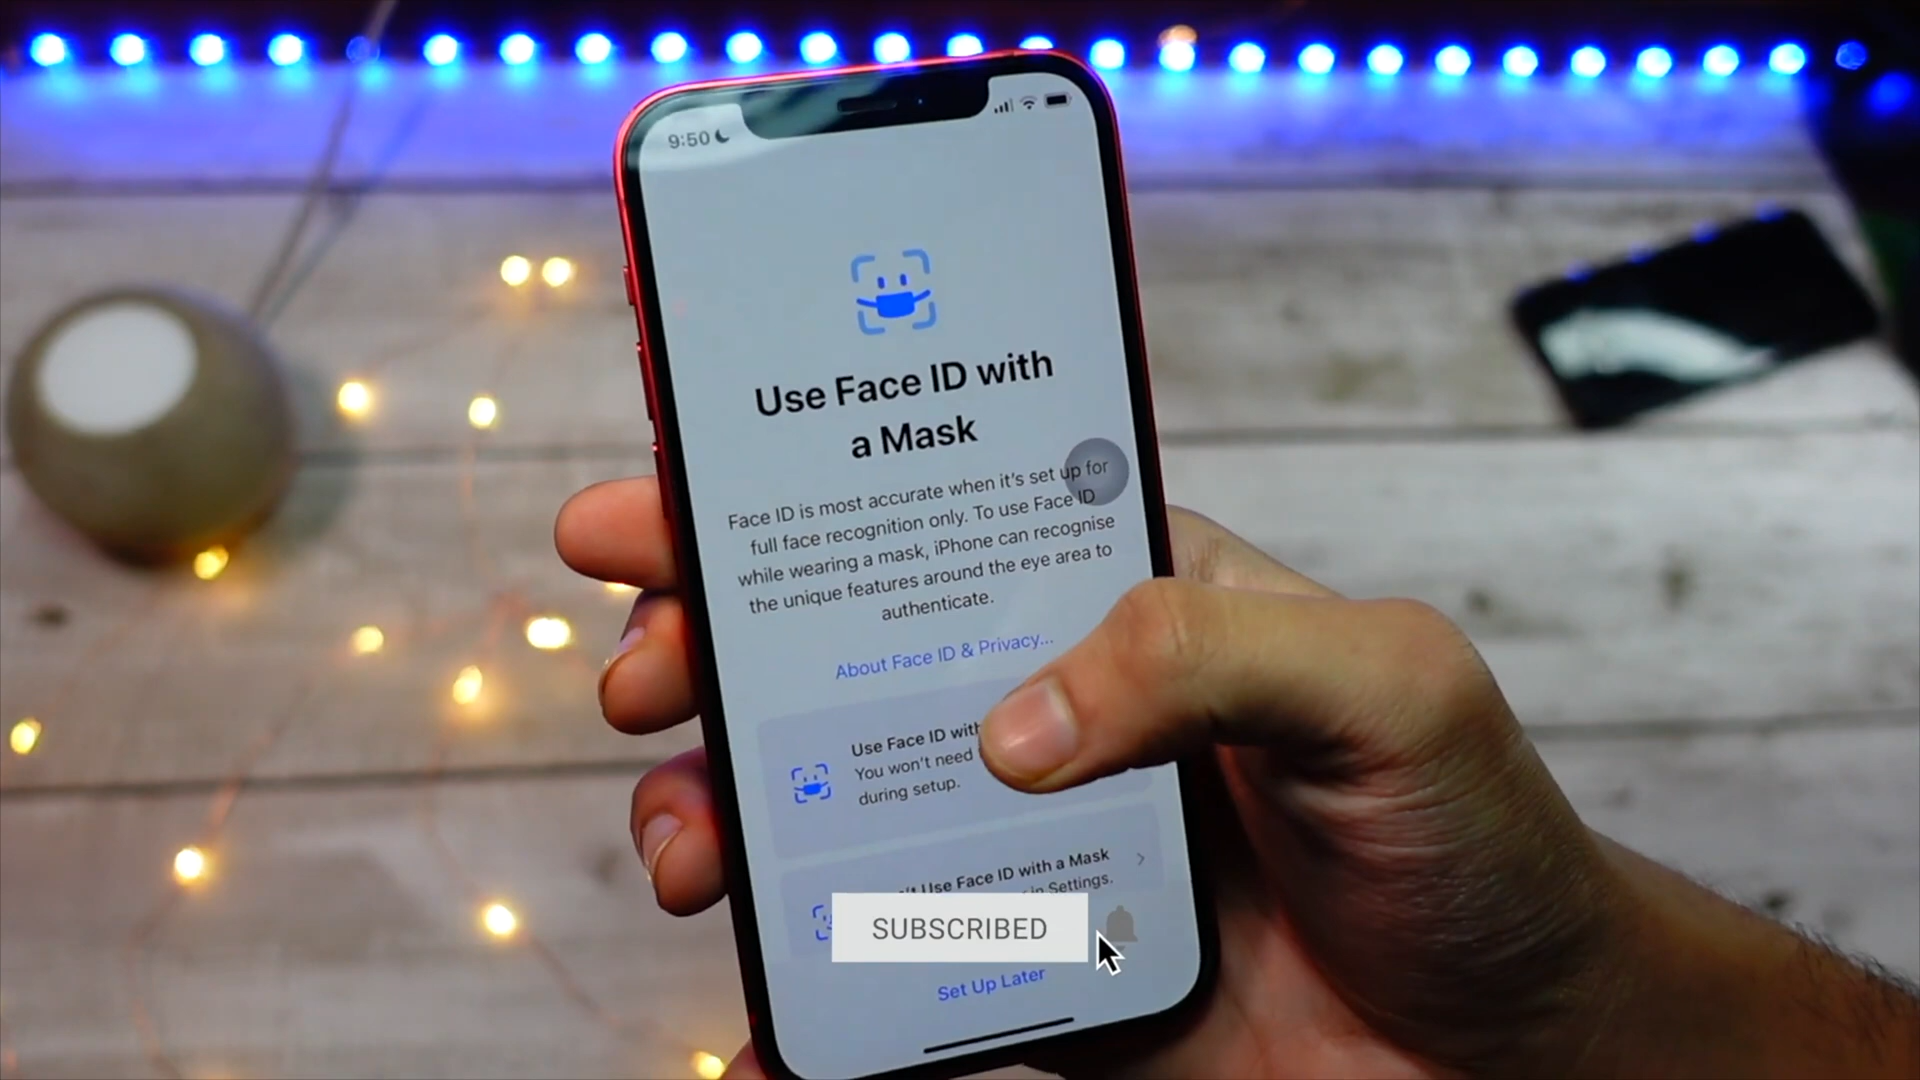 9:50
Use Face ID with
a Mask
Face ID is most accurate when it's set up for
full face recognition only. To use Face ID
while wearing a mask, iPhone can recognise
the unique features around the eye area to
authenticate.
About Face ID & Privacy...
Use Face ID with
You won't need
during setup.
Use Face ID with a Mask
in Settings.
SUBSCRIBED
Set Up Later